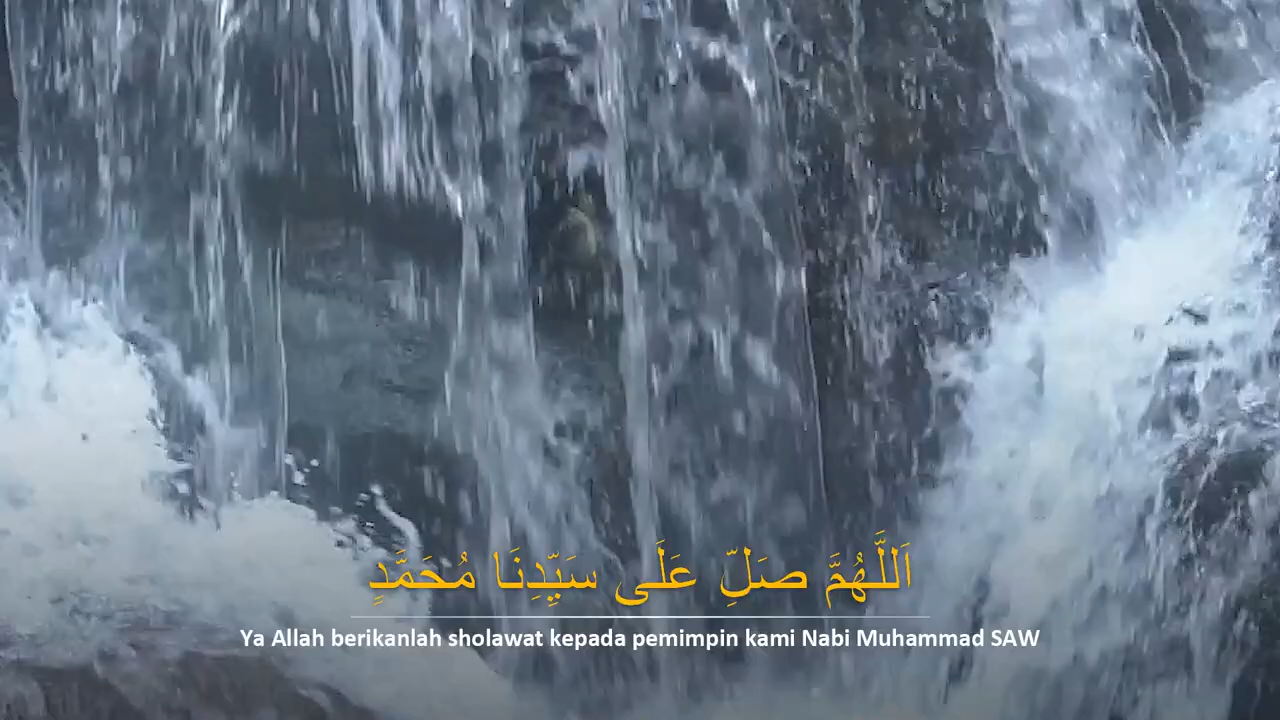 اَللَّهُمَّ صَلِّ عَلَى سَيِّدِنَا مُحَمَّدٍ
Ya Allah berikanlah sholawat kepada pemimpin kami Nabi Muhammad SAW